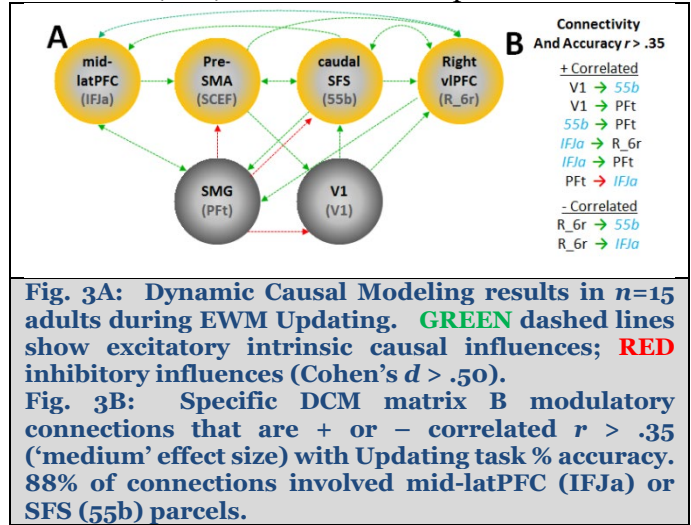 A
mid-
latPFC
(IFJa)
Pre-
SMA
(SCEF)
caudal
SFS
(55b)
Right
vlPFC
(R_6r)
SMG
(PFt)
V1
(V1)
B
Connectivity
And Accuracy r > .35
+ Correlated
V1 → 55b
V1 → PFt
55b → PFt
IFJa → R_6r
IFJa → PFt
PFt → IFJa
- Correlated
R_6r → 55b
R_6r → IFJa
Fig. 3A: Dynamic Causal Modeling results in n=15
adults during EWM Updating. GREEN dashed lines
show excitatory intrinsic causal influences; RED
inhibitory influences (Cohen's d > .50).
Fig. 3B: Specific DCM matrix B modulatory
connections that are + or – correlated r > .35
('medium' effect size) with Updating task % accuracy.
88% of connections involved mid-latPFC (IFJa) or
SFS (55b) parcels.